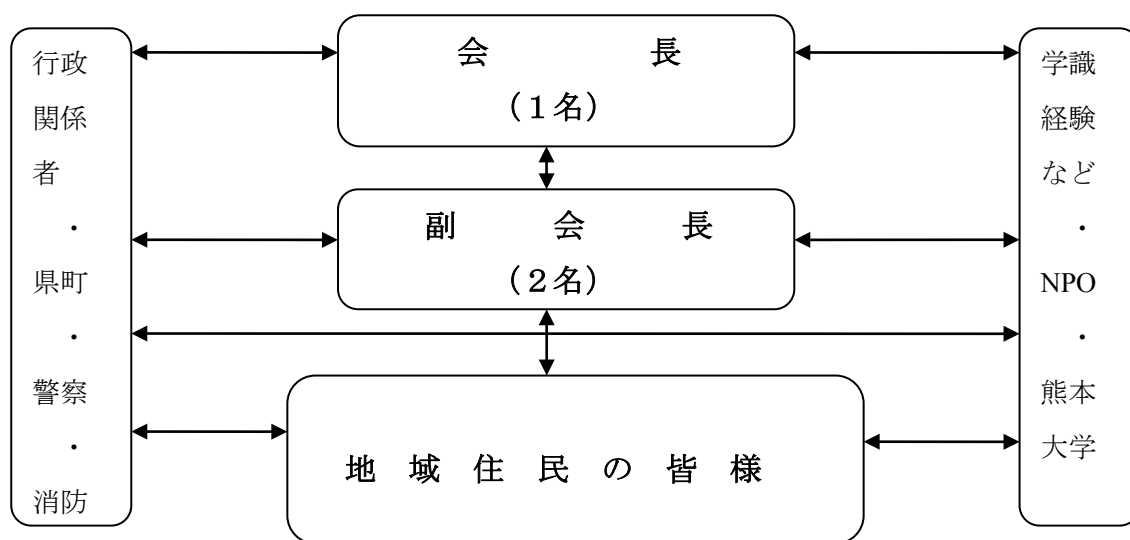 行政
関係
者
・
県町
・
警察
・
消防
会長
(1名)
副会長
(2名)
地域住民の皆様
学識
経験
など
・
NPO
・
熊本
大学